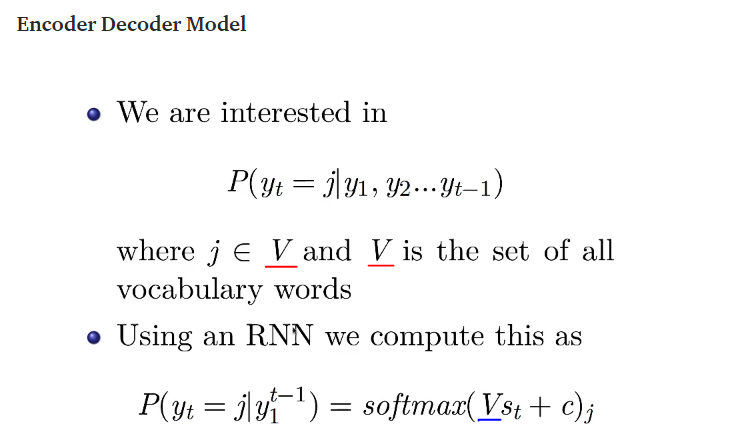 Encoder Decoder Model
We are interested in
P(y_t = j|y_1, y_2...y_{t−1})
where j ∈ V and V is the set of all
vocabulary words
Using an RNN we compute this as
P(y_t = j|y_1^{t−1}) = softmax(Vs_t + c)_j